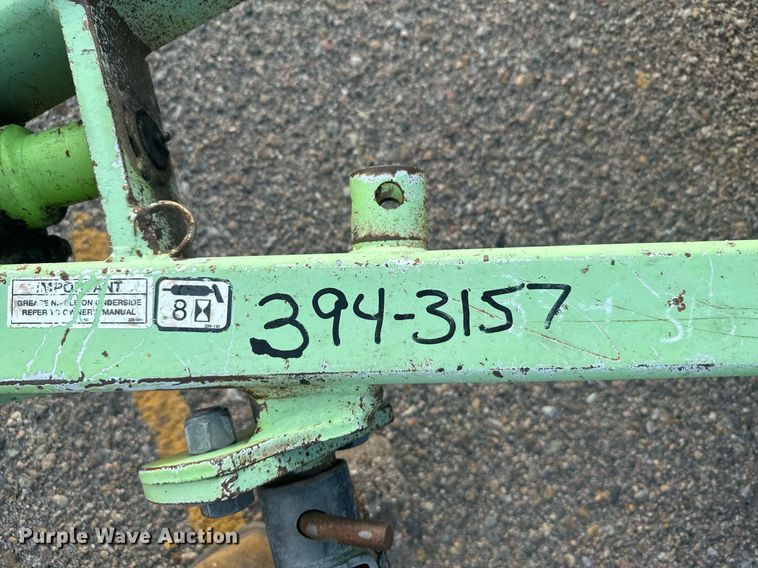 IMPORTANT
GREASE NIPPLE ON UNDERSIDE
REFER TO OWNER'S MANUAL
8
394-3157
Purple Wave Auction